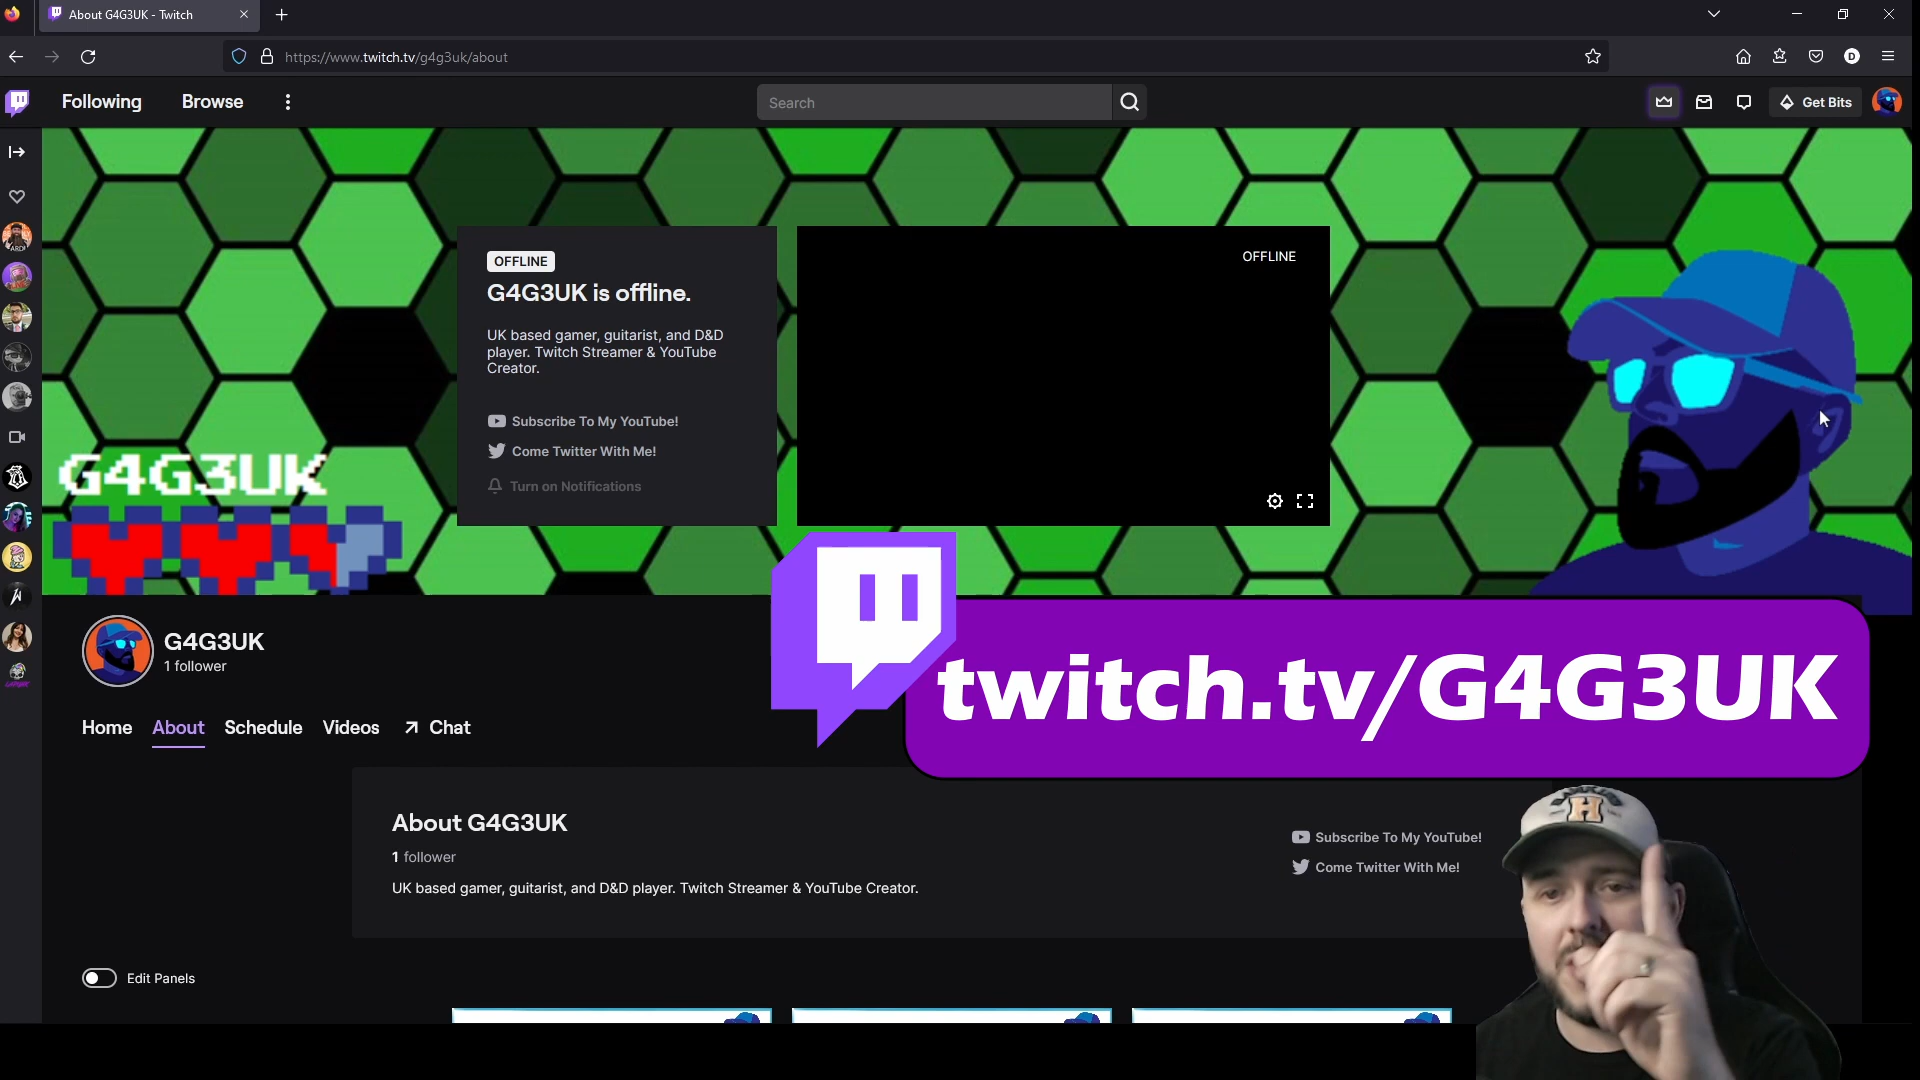 About G4G3UK - Twitch
https://www.twitch.tv/g4g3uk/about
D
Following
Browse
Search
Get Bits
OFFLINE
G4G3UK is offline.
UK based gamer, guitarist, and D&D
player. Twitch Streamer & YouTube
Creator.
Subscribe To My YouTube!
Come Twitter With Me!
Turn on Notifications
OFFLINE
G4G3UK
G4G3UK
1 follower
twitch.tv/G4G3UK
Home
About
Schedule
Videos
Chat
About G4G3UK
1 follower
UK based gamer, guitarist, and D&D player. Twitch Streamer & YouTube Creator.
Subscribe To My YouTube!
Come Twitter With Me!
H
Edit Panels